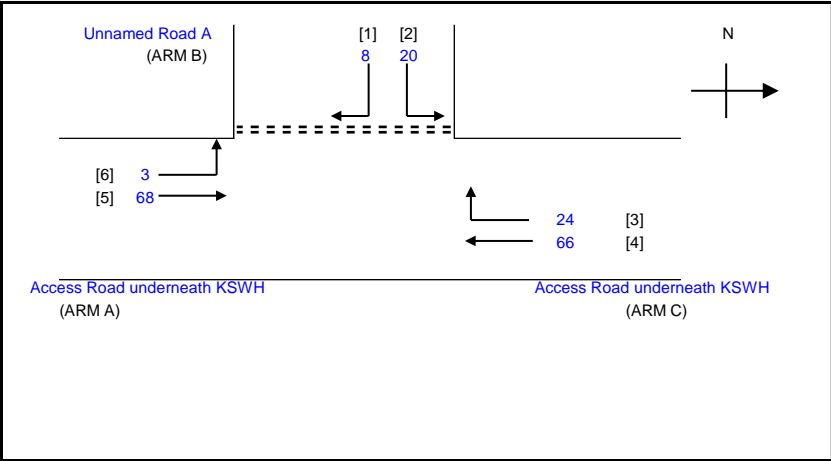 Unnamed Road A [1] [2] N
(ARM B) 8 20
[6] 3
[5] 68
24 [3]
66 [4]
Access Road underneath KSWH Access Road underneath KSWH
(ARM A) (ARM C)